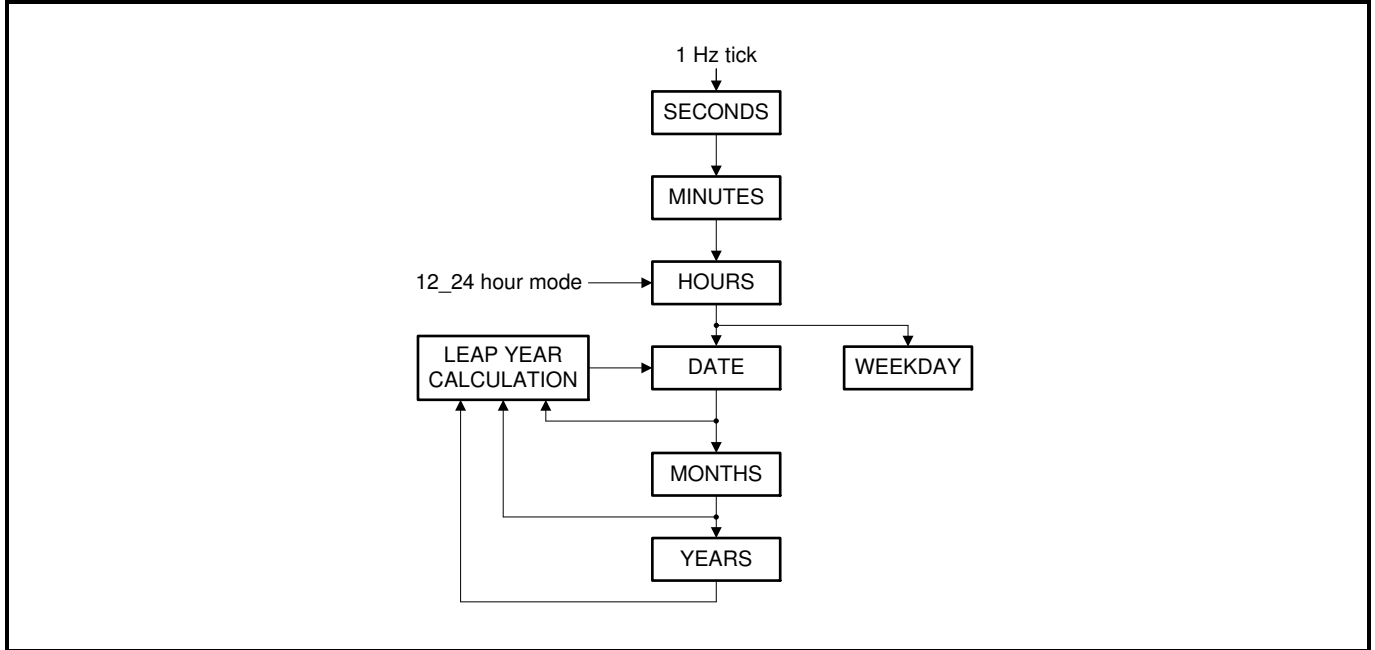 1 Hz tick
SECONDS
MINUTES
12_24 hour mode
HOURS
LEAP YEAR
CALCULATION
DATE
WEEKDAY
MONTHS
YEARS